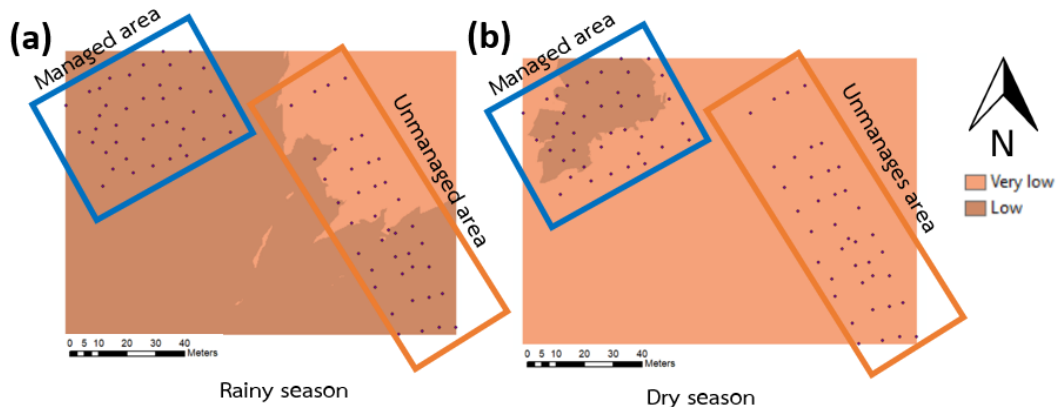 (a)
Managed area
Unmanaged area
0 5 10 20 30 40
Meters
Rainy season
(b)
Managed area
Unmanages area
0 5 10 20 30 40
Meters
Dry season
N
Very low
Low